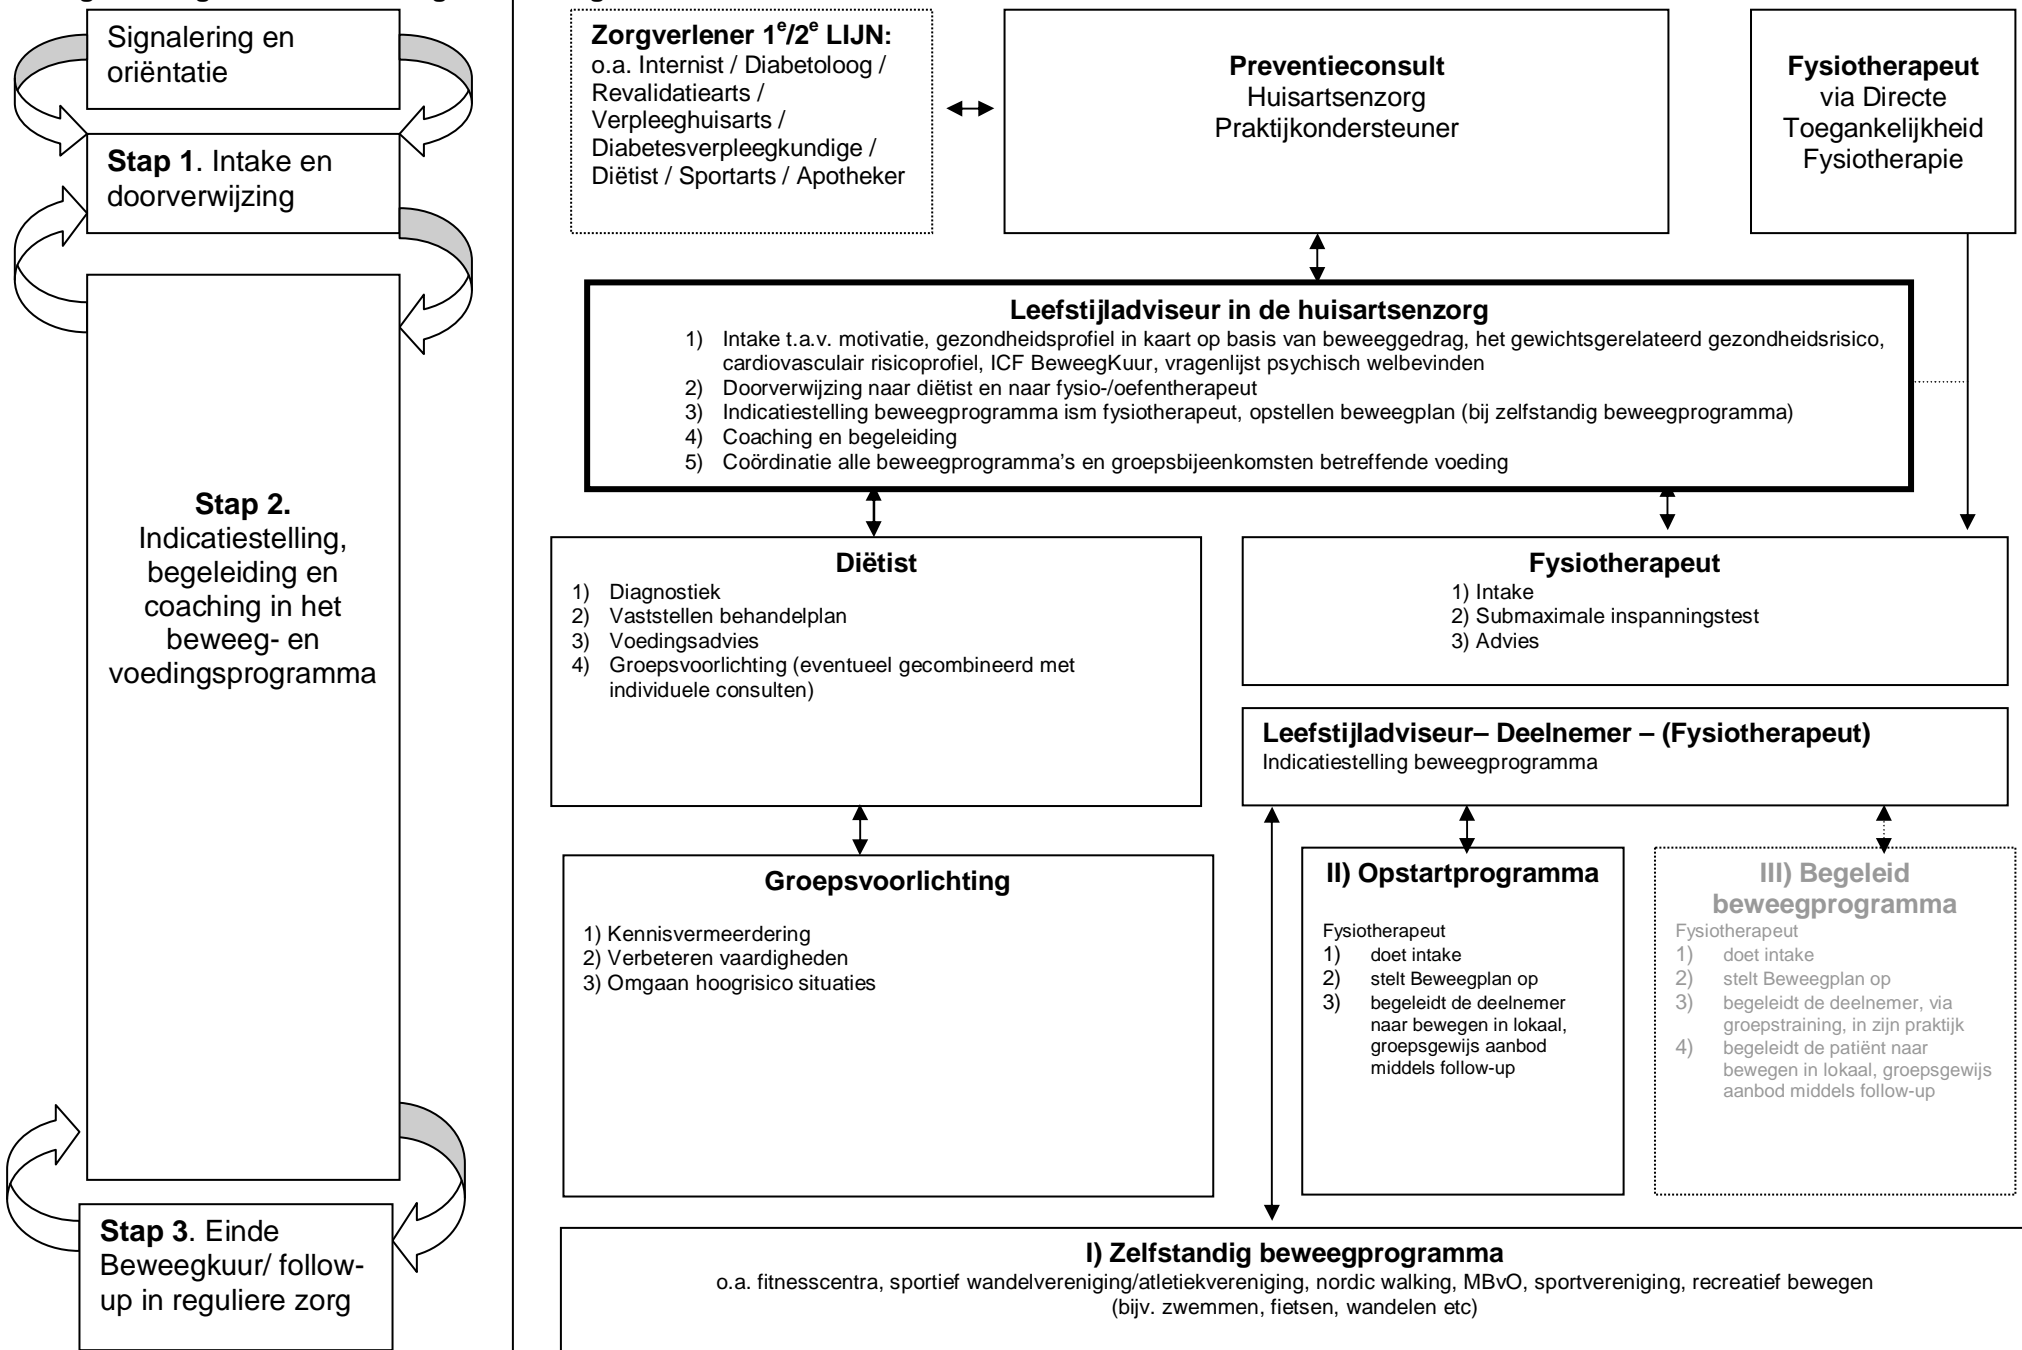 Signalering en
oriëntatie
Stap 1. Intake en
doorverwijzing
Stap 2.
Indicatiestelling,
begeleiding en
coaching in het
beweeg- en
voedingsprogramma
Stap 3. Einde
Beweegkuur/ follow-
up in reguliere zorg
Zorgverlener 1e/2e LIJN:
o.a. Internist / Diabetoloog /
Revalidatiearts /
Verpleeghuisarts /
Diabetesverpleegkundige /
Diëtist / Sportarts / Apotheker
Preventieconsult
Huisartsenzorg
Praktijkondersteuner
Fysiotherapeut
via Directe
Toegankelijkheid
Fysiotherapie
Leefstijladviseur in de huisartsenzorg
1) Intake t.a.v. motivatie, gezondheidsprofiel in kaart op basis van beweeggedrag, het gewichtsgerelateerd gezondheidsrisico,
cardiovasculair risicoprofiel, ICF BeweegKuur, vragenlijst psychisch welbevinden
2) Doorverwijzing naar diëtist en naar fysio-/oefentherapeut
3) Indicatiestelling beweegprogramma ism fysiotherapeut, opstellen beweegplan (bij zelfstandig beweegprogramma)
4) Coaching en begeleiding
5) Coördinatie alle beweegprogramma's en groepsbijeenkomsten betreffende voeding
Diëtist
1) Diagnostiek
2) Vaststellen behandelplan
3) Voedingsadvies
4) Groepsvoorlichting (eventueel gecombineerd met
individuele consulten)
Fysiotherapeut
1) Intake
2) Submaximale inspanningstest
3) Advies
Leefstijladviseur– Deelnemer – (Fysiotherapeut)
Indicatiestelling beweegprogramma
Groepsvoorlichting
1) Kennisvermeerdering
2) Verbeteren vaardigheden
3) Omgaan hoogrisico situaties
II) Opstartprogramma
Fysiotherapeut
1) doet intake
2) stelt Beweegplan op
3) begeleidt de deelnemer
naar bewegen in lokaal,
groepsgewijs aanbod
middels follow-up
III) Begeleid
beweegprogramma
Fysiotherapeut
1) doet intake
2) stelt Beweegplan op
3) begeleidt de deelnemer, via
groepstraining, in zijn praktijk
4) begeleidt de patiënt naar
bewegen in lokaal, groepsgewijs
aanbod middels follow-up
I) Zelfstandig beweegprogramma
o.a. fitnesscentra, sportief wandelvereniging/atletiekvereniging, nordic walking, MBvO, sportvereniging, recreatief bewegen
(bijv. zwemmen, fietsen, wandelen etc)